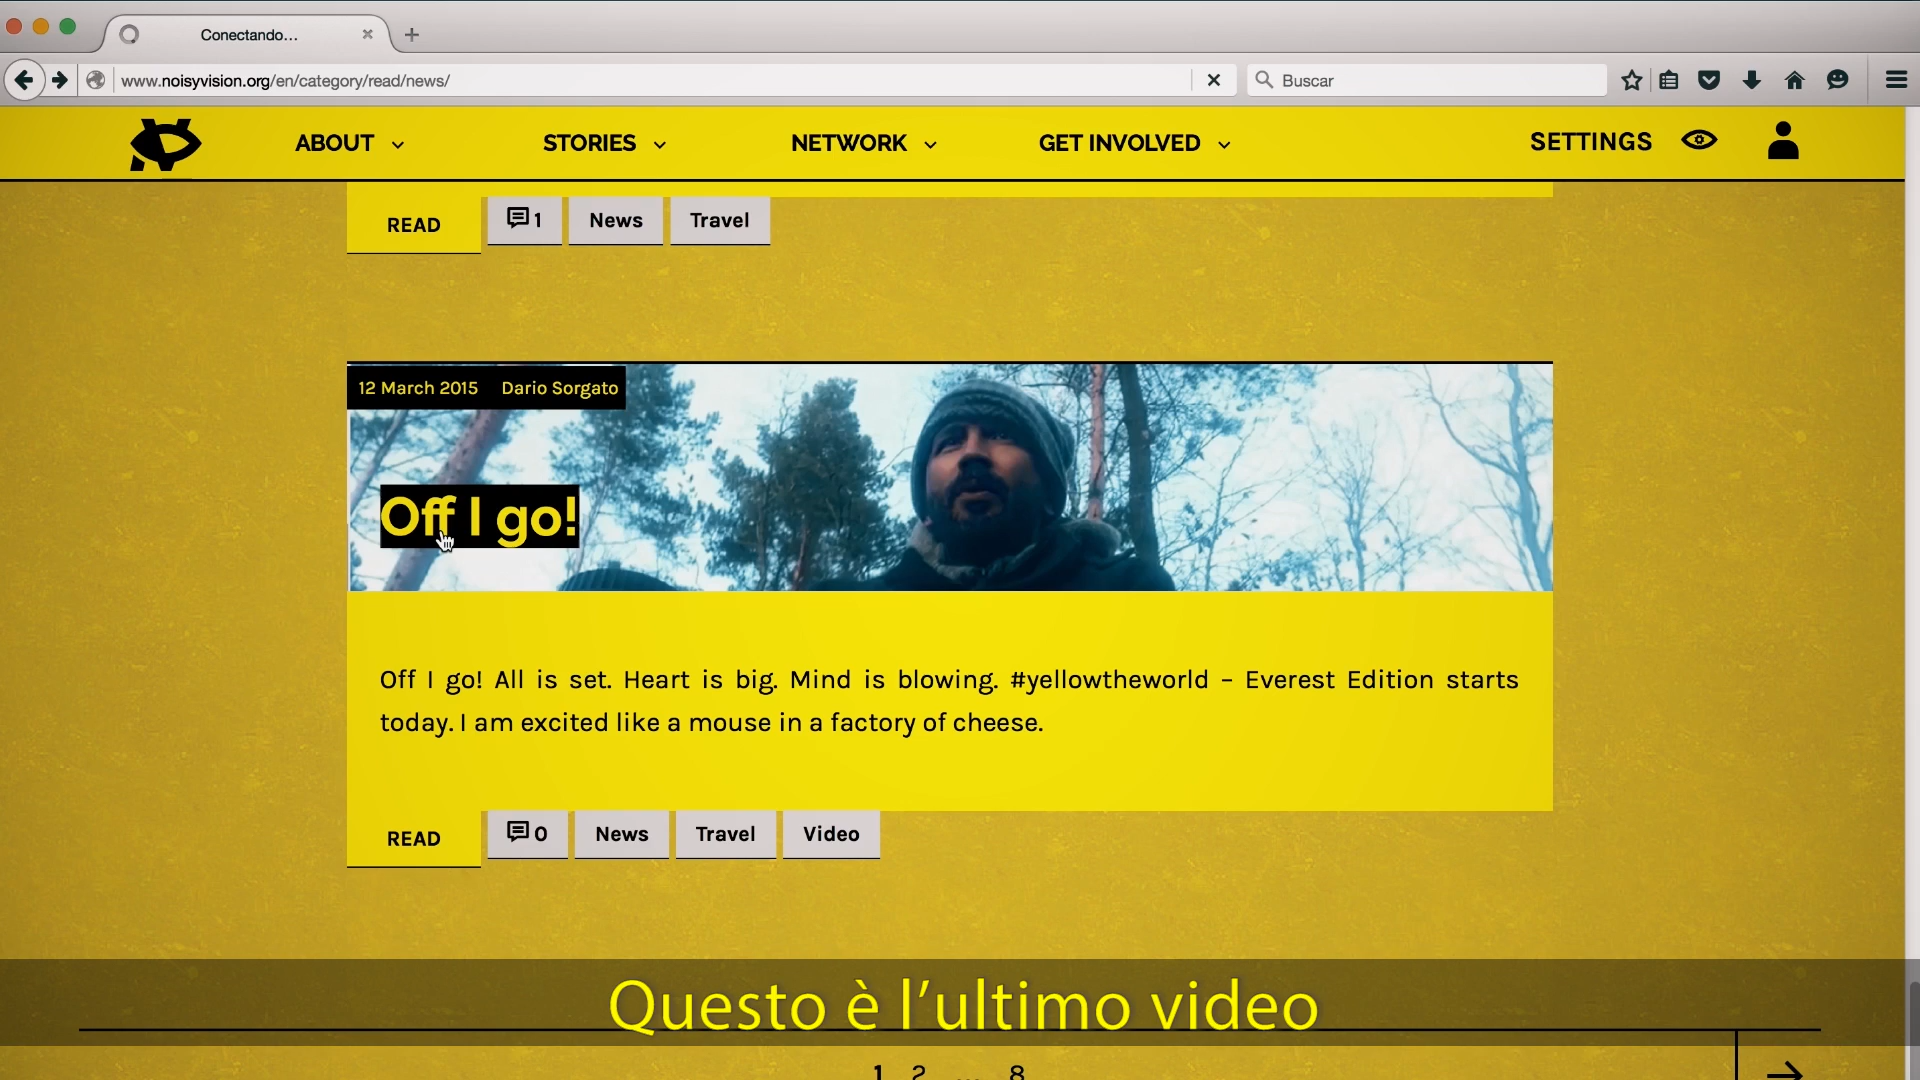 Conectando...
www.noisyvision.org/en/category/read/news/
Buscar
ABOUT STORIES NETWORK GET INVOLVED SETTINGS
READ 1 News Travel
12 March 2015 Dario Sorgato
Off I go!
Off I go! All is set. Heart is big. Mind is blowing. #yellowtheworld – Everest Edition starts
today. I am excited like a mouse in a factory of cheese.
READ 0 News Travel Video
Questo è l’ultimo video
1 2 ... 8